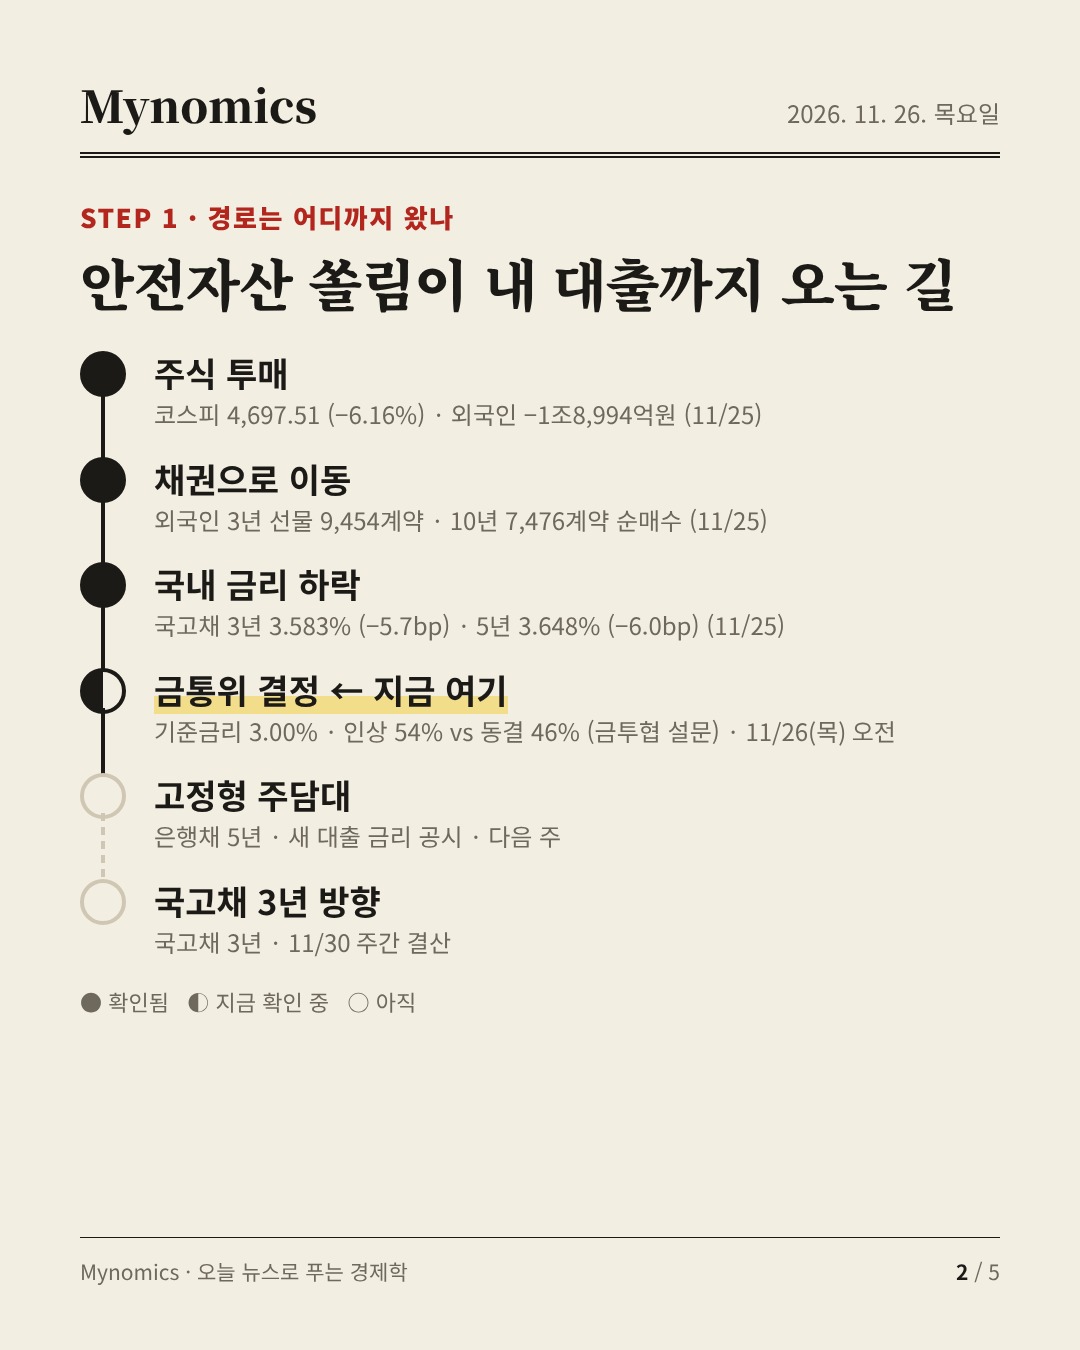 Mynomics
2026. 11. 26. 목요일
STEP 1 · 경로는 어디까지 왔나
안전자산 쏠림이 내 대출까지 오는 길
주식 투매
코스피 4,697.51 (−6.16%) · 외국인 −1조8,994억원 (11/25)
채권으로 이동
외국인 3년 선물 9,454계약 · 10년 7,476계약 순매수 (11/25)
국내 금리 하락
국고채 3년 3.583% (−5.7bp) · 5년 3.648% (−6.0bp) (11/25)
금통위 결정 ← 지금 여기
기준금리 3.00% · 인상 54% vs 동결 46% (금투협 설문) · 11/26(목) 오전
고정형 주담대
은행채 5년 · 새 대출 금리 공시 · 다음 주
국고채 3년 방향
국고채 3년 · 11/30 주간 결산
● 확인됨 ◐ 지금 확인 중 ○ 아직
Mynomics · 오늘 뉴스로 푸는 경제학
2 / 5